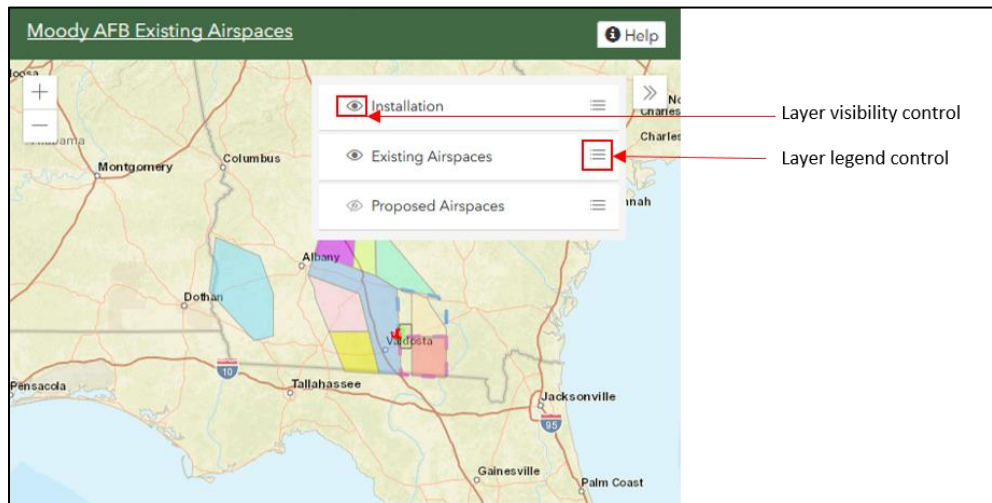 Moody AFB Existing Airspaces
Help
+
Installation
Layer visibility control
Existing Airspaces
Layer legend control
Proposed Airspaces
Charles
nnah
Montgomery
Columbus
Albany
Dothan
Valdosta
10
Tallahassee
Pensacola
Jacksonville
95
Gainesville
Palm Coast